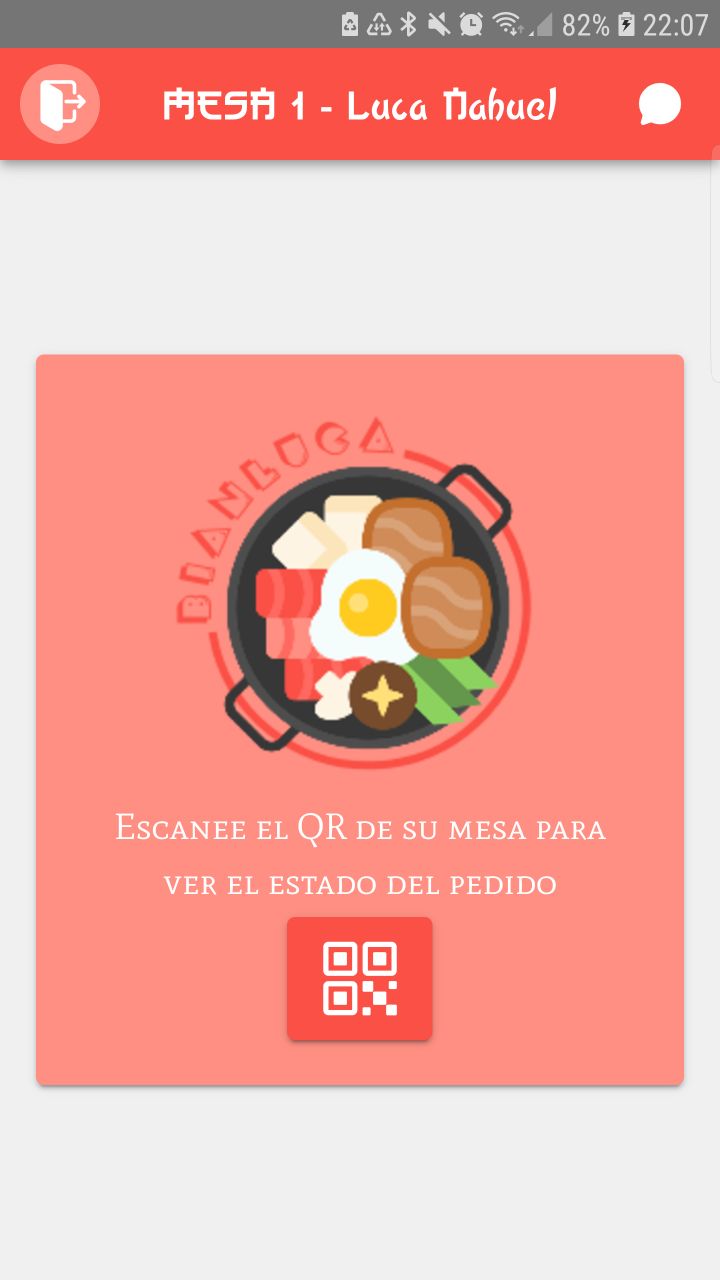 82% 22:07
MESA 1 - Luca Nahuel
BIANLUCA
Escanee el QR de su mesa para
ver el estado del pedido